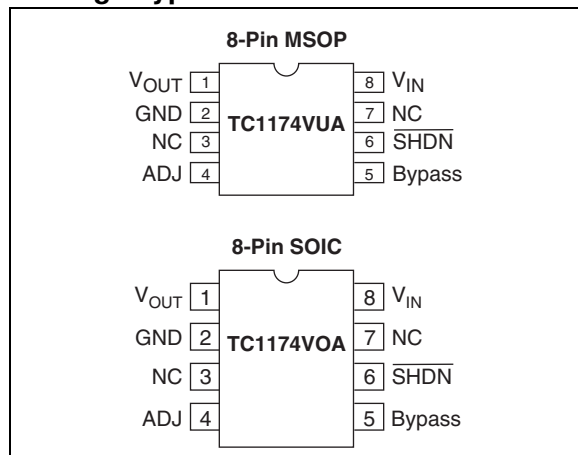 8-Pin MSOP
VOUT 1 8 VIN
GND 2 TC1174VUA 7 NC
NC 3 6 SHDN
ADJ 4 5 Bypass
8-Pin SOIC
VOUT 1 8 VIN
GND 2 TC1174VOA 7 NC
NC 3 6 SHDN
ADJ 4 5 Bypass